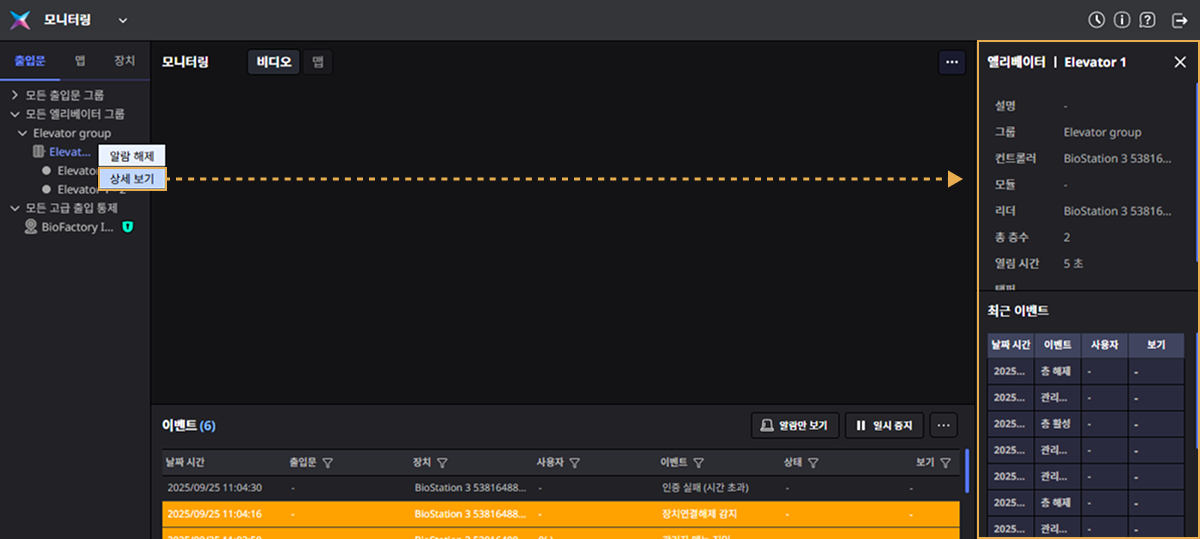 모니터링
출입문 맵 장치
모든 출입문 그룹
모든 엘리베이터 그룹
Elevator group
Elevat...
알람 해제
Elevator
상세 보기
Elevator
모든 고급 출입 통제
BioFactory I...
모니터링 비디오 맵
...
엘리베이터 | Elevator 1
설명 -
그룹 Elevator group
컨트롤러 BioStation 3 53816...
모듈 -
리더 BioStation 3 53816...
총 층수 2
열림 시간 5 초
최근 이벤트
날짜 시간 이벤트 사용자 보기
2025... 층 해제 - -
2025... 관리... - -
2025... 층 활성 - -
2025... 관리... - -
2025... 관리... - -
2025... 층 해제 - -
2025... 관리... - -
이벤트 (6) 알람만 보기 일시 중지 ...
날짜 시간 출입문 장치 사용자 이벤트 상태 보기
2025/09/25 11:04:30 - BioStation 3 53816488... - 인증 실패 (시간 초과) - -
2025/09/25 11:04:16 - BioStation 3 53816488... - 장치연결해제 감지 - -